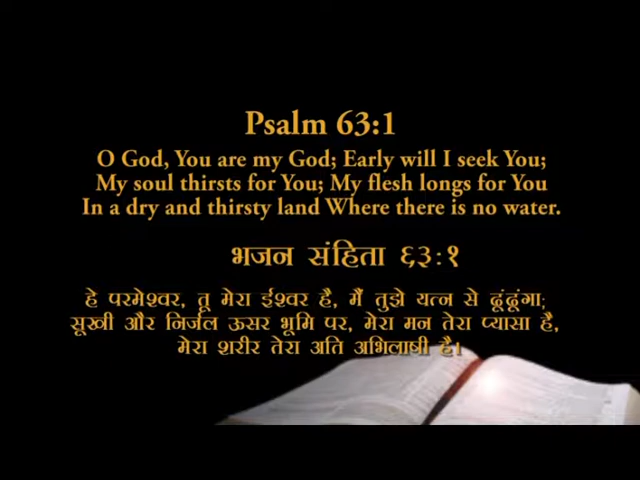 Psalm 63:1
O God, You are my God; Early will I seek You;
My soul thirsts for You; My flesh longs for You
In a dry and thirsty land Where there is no water.
भजन संहिता ६३:१
हे परमेश्वर, तू मेरा ईश्वर है, मैं तुझे यत्न से ढूंढूंगा;
सूखी और निर्जल ऊसर भूमि पर, मेरा मन तेरा प्यासा है,
मेरा शरीर तेरा अति अभिलाषी है।